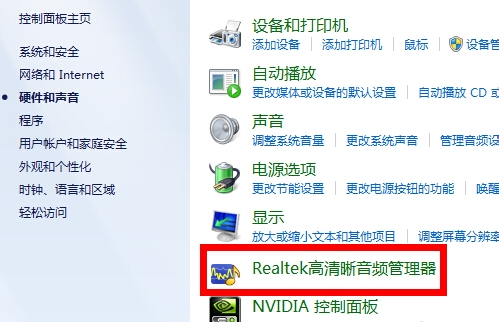 控制面板主页
系统和安全
网络和 Internet
硬件和声音
程序
用户帐户和家庭安全
外观和个性化
时钟、语言和区域
轻松访问
设备和打印机
添加设备 添加打印机 鼠标 设备管
自动播放
更改媒体或设备的默认设置 自动播放 CD 或
声音
调整系统音量 更改系统声音 管理音频设
电源选项
更改节能设置 更改电源按钮的功能 唤醒
显示
放大或缩小文本和其他项目 调整屏幕分辨率
Realtek高清晰音频管理器
NVIDIA 控制面板